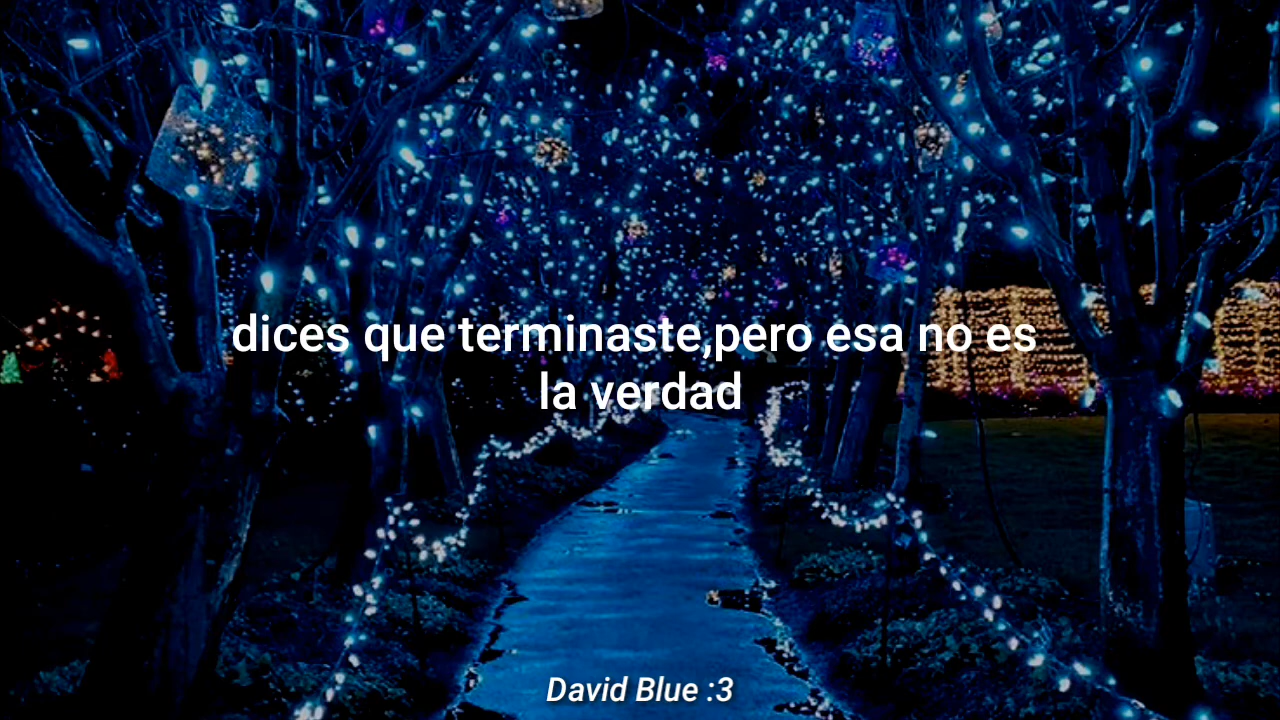 dices que terminaste,pero esa no es
la verdad
David Blue :3